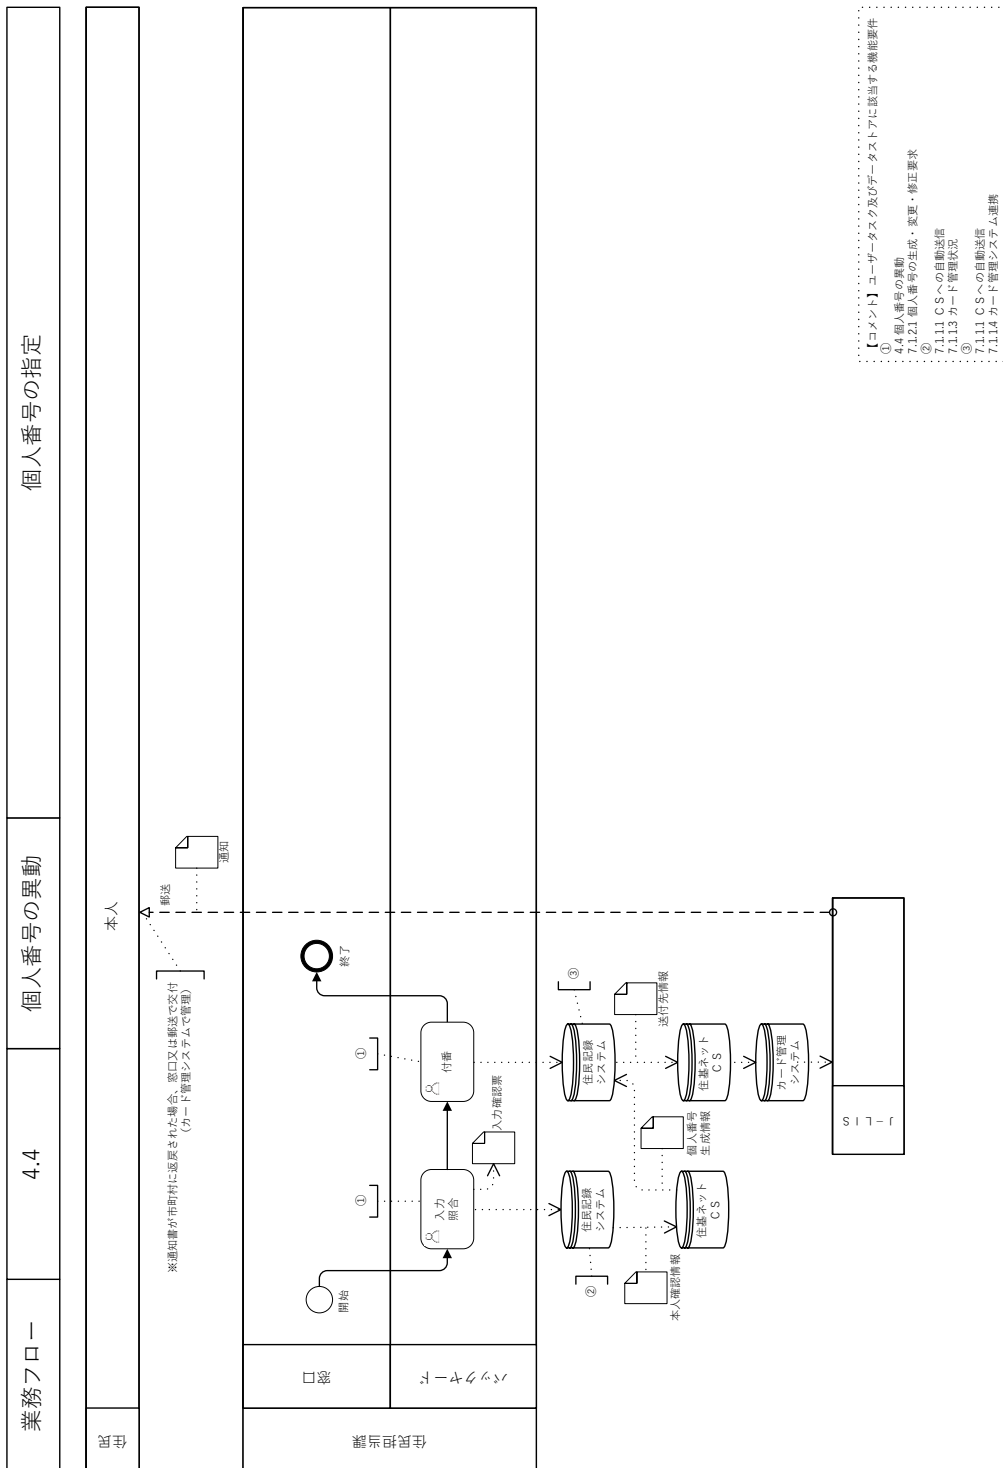 業務フロー
4.4
個人番号の異動
個人番号の指定
住民
本人
郵送
通知
※通知書が市町村に返戻された場合、窓口又は郵送で交付
（カード管理システムで管理）
住民担当課
窓口
バックヤード
開始
①
入力
照合
入力確認票
①
付番
終了
②
住民記録
システム
本人確認情報
住基ネット
CS
個人番号
生成情報
③
住民記録
システム
送付先情報
住基ネット
CS
カード管理
システム
J-LIS
【コメント】ユーザータスク及びデータストアに該当する機能要件
①
4.4 個人番号の異動
7.1.2.1 個人番号の生成・変更・修正要求
②
7.1.1.1 CSへの自動送信
7.1.1.3 カード管理状況
③
7.1.1.1 CSへの自動送信
7.1.1.4 カード管理システム連携